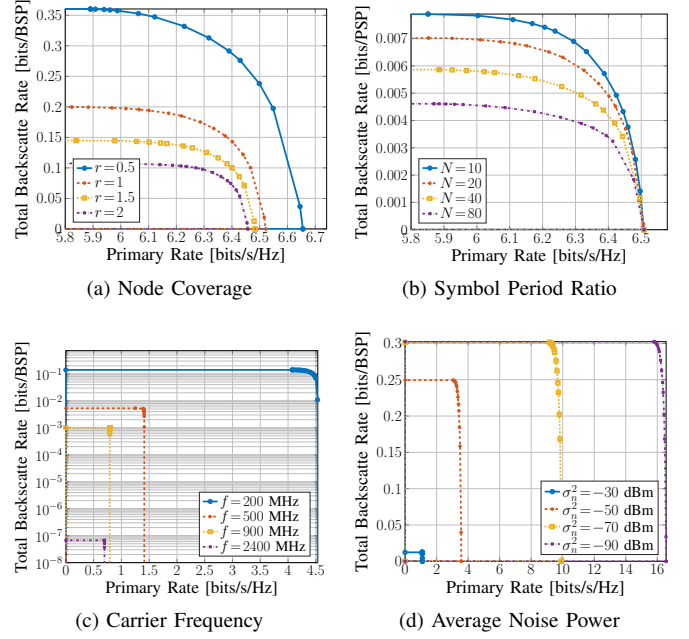 Total Backscatte Rate [bits/BSP]
0.35
0.3
0.25
0.2
0.15
0.1
0.05
0
r = 0.5
r = 1
r = 1.5
r = 2
5.8 5.9 6 6.1 6.2 6.3 6.4 6.5 6.6 6.7
Primary Rate [bits/s/Hz]
(a) Node Coverage
Total Backscatte Rate [bits/PSP]
0.007
0.006
0.005
0.004
0.003
0.002
0.001
0
N = 10
N = 20
N = 40
N = 80
5.8 5.9 6 6.1 6.2 6.3 6.4 6.5
Primary Rate [bits/s/Hz]
(b) Symbol Period Ratio
Total Backscatte Rate [bits/BSP]
10⁻¹
10⁻²
10⁻³
10⁻⁴
10⁻⁵
10⁻⁶
10⁻⁷
10⁻⁸
f = 200 MHz
f = 500 MHz
f = 900 MHz
f = 2400 MHz
0 0.5 1 1.5 2 2.5 3 3.5 4 4.5
Primary Rate [bits/s/Hz]
(c) Carrier Frequency
Total Backscatte Rate [bits/BSP]
0.3
0.25
0.2
0.15
0.1
0.05
0
σ²ₙ = −30 dBm
σ²ₙ = −50 dBm
σ²ₙ = −70 dBm
σ²ₙ = −90 dBm
0 2 4 6 8 10 12 14 16
Primary Rate [bits/s/Hz]
(d) Average Noise Power